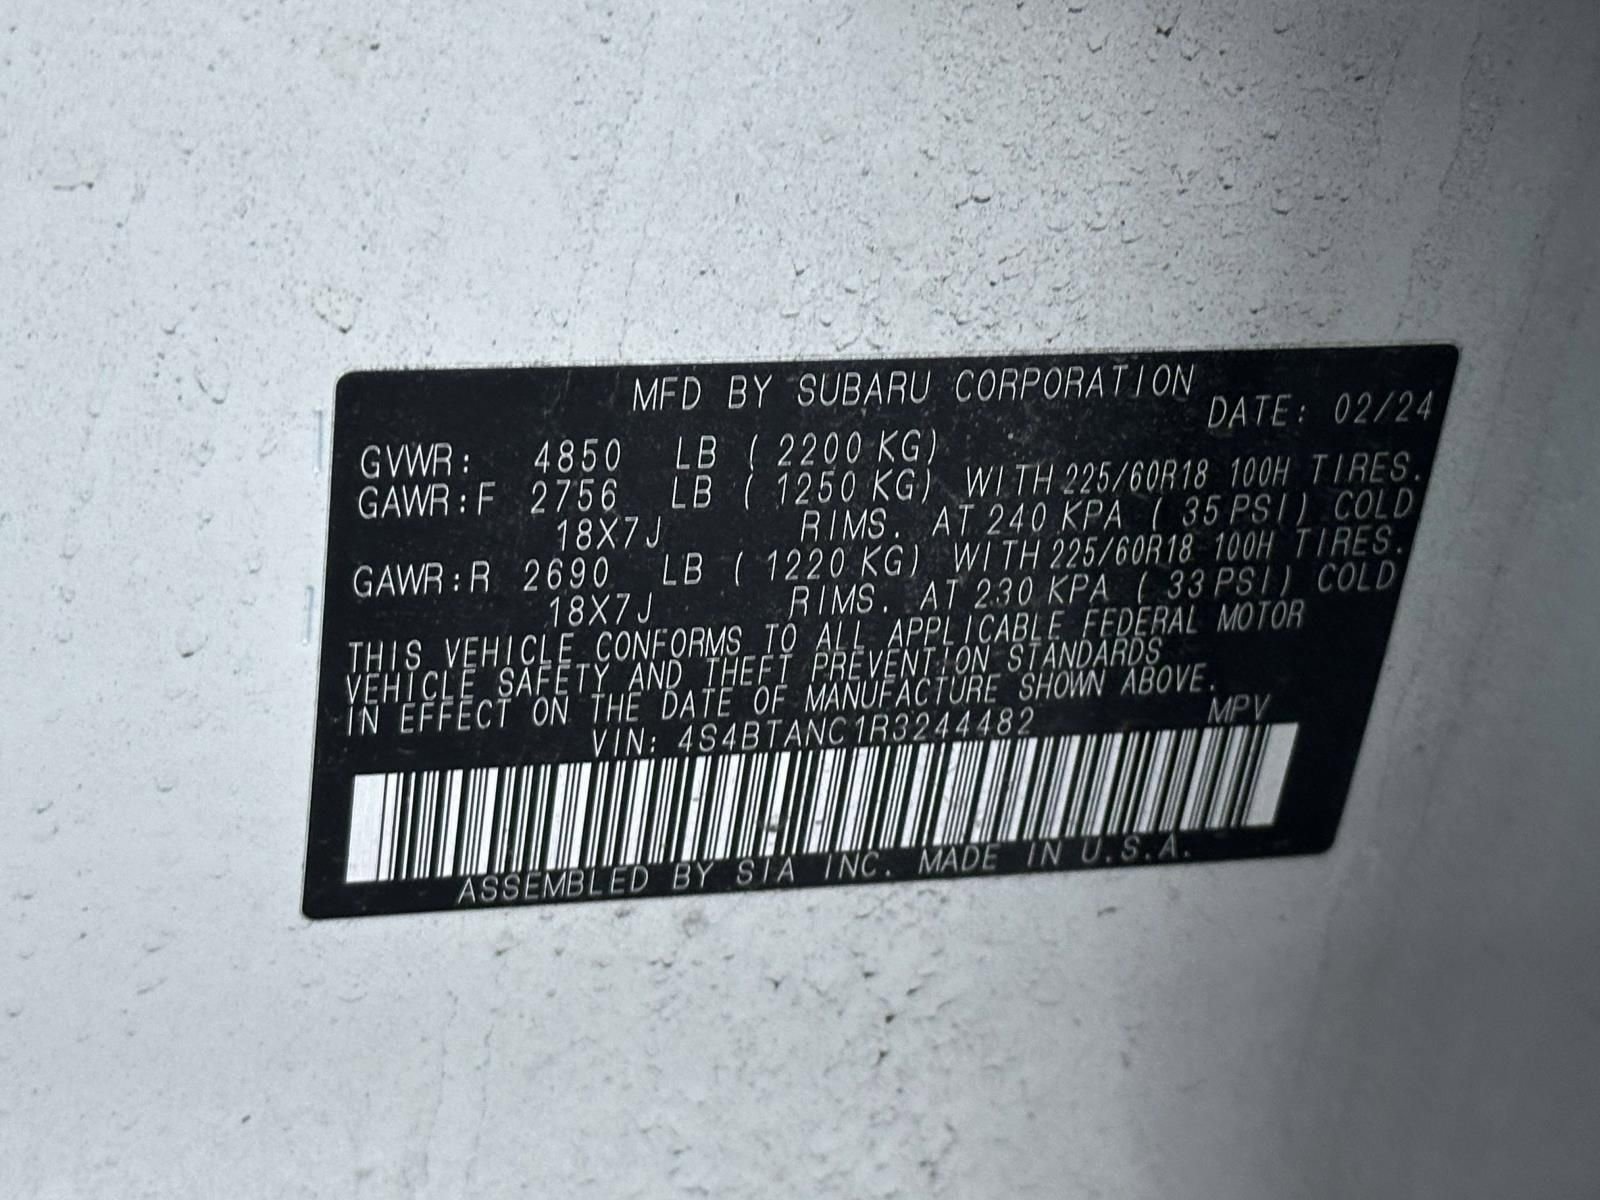 MFD BY SUBARU CORPORATION
DATE: 02/24
GVWR: 4850 LB ( 2200 KG)
GAWR:F 2756 LB ( 1250 KG) WITH 225/60R18 100H TIRES.
18X7J RIMS. AT 240 KPA ( 35 PSI) COLD
GAWR:R 2690 LB ( 1220 KG) WITH 225/60R18 100H TIRES.
18X7J RIMS. AT 230 KPA ( 33 PSI) COLD
THIS VEHICLE CONFORMS TO ALL APPLICABLE FEDERAL MOTOR
VEHICLE SAFETY AND THEFT PREVENTION STANDARDS
IN EFFECT ON THE DATE OF MANUFACTURE SHOWN ABOVE.
VIN: 4S4BTANC1R3244482 MPV
ASSEMBLED BY SIA INC. MADE IN U.S.A.